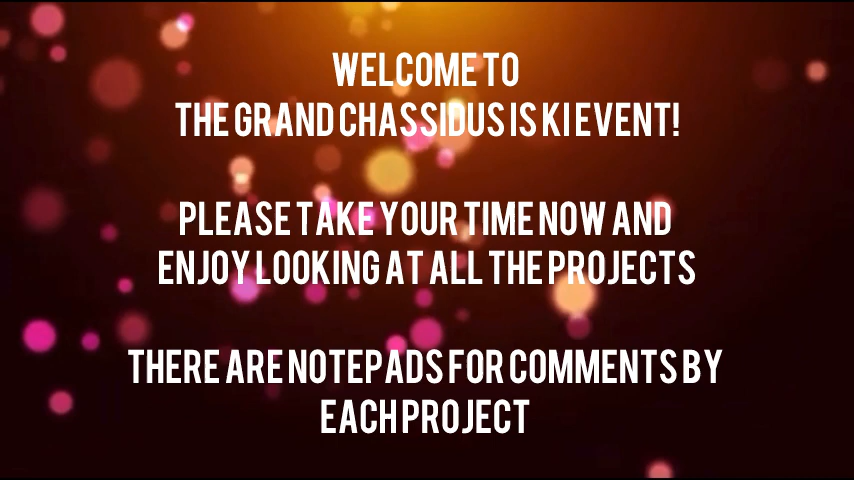 WELCOME TO
THE GRAND CHASSIDUS IS KI EVENT!
PLEASE TAKE YOUR TIME NOW AND
ENJOY LOOKING AT ALL THE PROJECTS
THERE ARE NOTEPADS FOR COMMENTS BY
EACH PROJECT